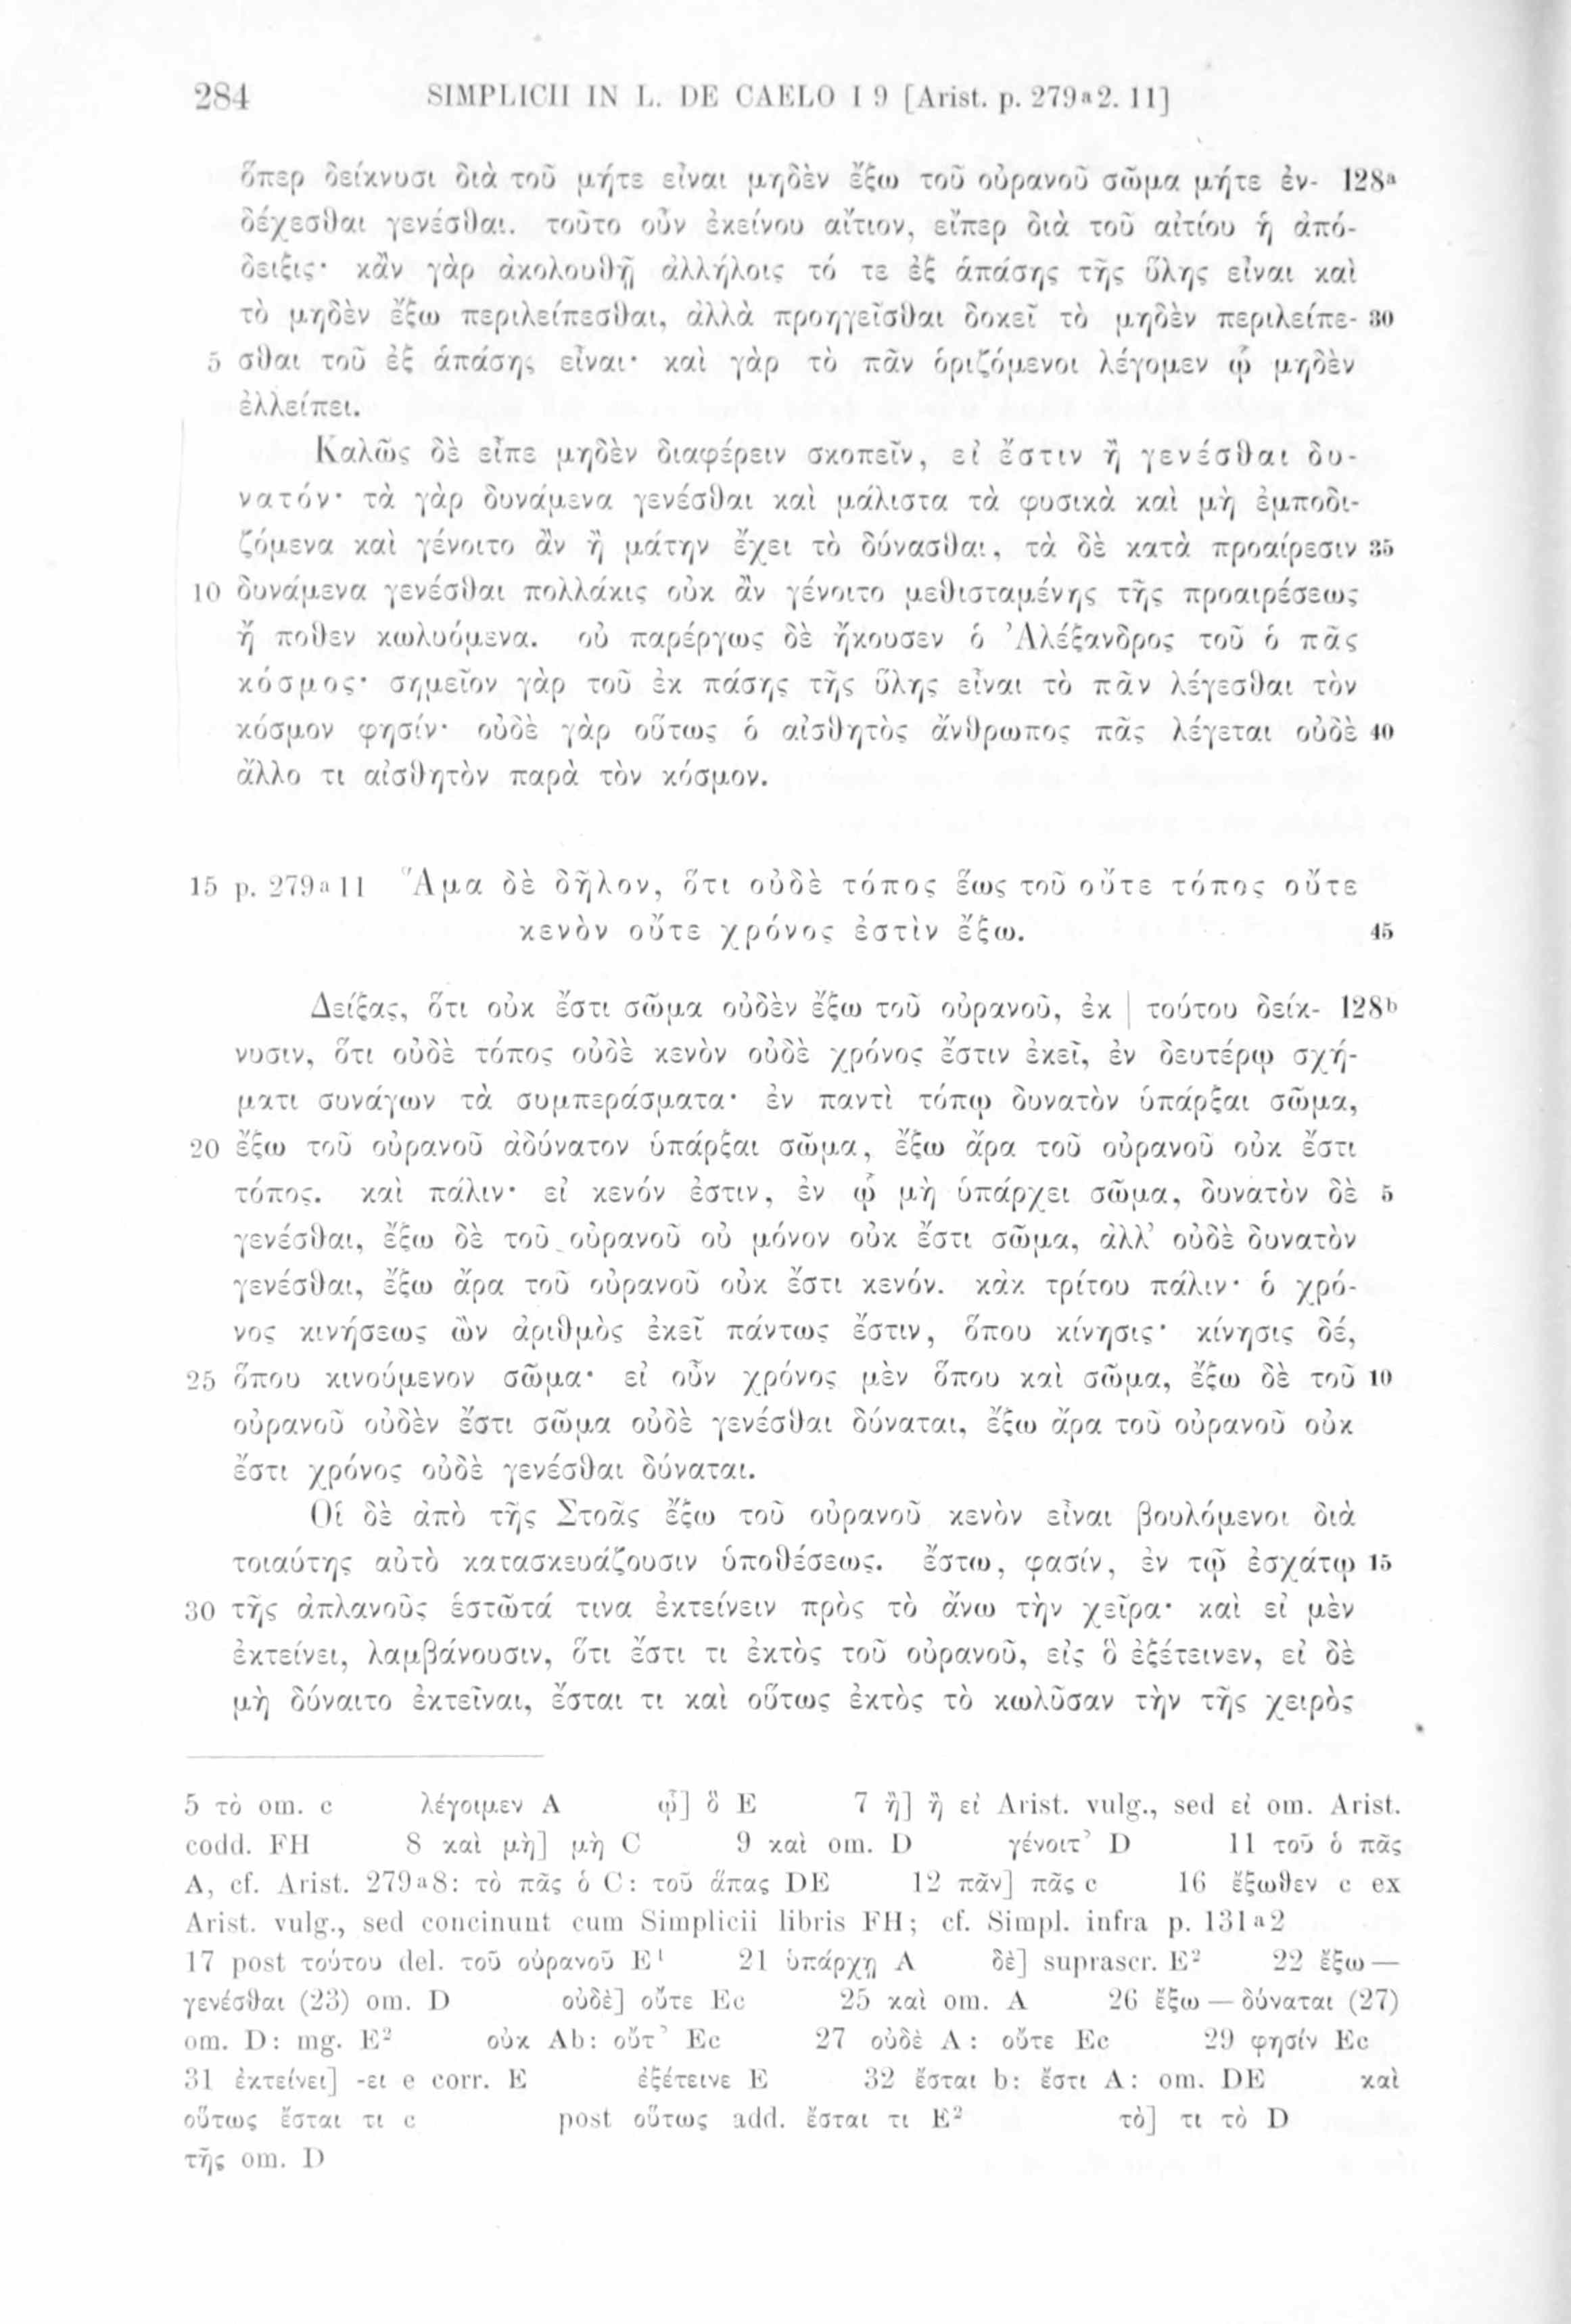 284 SIMPLICII IN L. DE CAELO I 9 [Arist. p. 279a2. 11]
ὅπερ δείκνυσι διὰ τοῦ μήτε εἶναι μηδὲν ἔξω τοῦ οὐρανοῦ σῶμα μήτε ἐν- 128a
δέχεσθαι γενέσθαι. τοῦτο οὖν ἐκείνου αἴτιον, εἴπερ διὰ τοῦ αἰτίου ἡ ἀπό-
δειξις· κἂν γὰρ ἀκολουθῇ ἀλλήλοις τό τε ἐξ ἁπάσης τῆς ὕλης εἶναι καὶ
τὸ μηδὲν ἔξω περιλείπεσθαι, ἀλλὰ προηγεῖσθαι δοκεῖ τὸ μηδὲν περιλείπε- 30
5 σθαι τοῦ ἐξ ἁπάσης εἶναι· καὶ γὰρ τὸ πᾶν ὁριζόμενοι λέγομεν ᾧ μηδὲν
ἐλλείπει.
Καλῶς δὲ εἶπε μηδὲν διαφέρειν σκοπεῖν, εἰ ἔστιν ἢ γενέσθαι δυ-
νατόν· τὰ γὰρ δυνάμενα γενέσθαι καὶ μάλιστα τὰ φυσικὰ καὶ μὴ ἐμποδι-
ζόμενα καὶ γένοιτο ἂν ἢ μάτην ἔχει τὸ δύνασθαι, τὰ δὲ κατὰ προαίρεσιν 35
10 δυνάμενα γενέσθαι πολλάκις οὐκ ἂν γένοιτο μεθισταμένης τῆς προαιρέσεως
ἤ ποθεν κωλυόμενα. οὐ παρέργως δὲ ἤκουσεν ὁ Ἀλέξανδρος τοῦ ὁ πᾶς
κόσμος· σημεῖον γὰρ τοῦ ἐκ πάσης τῆς ὕλης εἶναι τὸ πᾶν λέγεσθαι τὸν
κόσμον φησίν· οὐδὲ γὰρ οὕτως ὁ αἰσθητὸς ἄνθρωπος πᾶς λέγεται οὐδὲ 40
ἄλλο τι αἰσθητὸν παρὰ τὸν κόσμον.
15 p. 279a11 Ἅμα δὲ δῆλον, ὅτι οὐδὲ τόπος ἕως τοῦ οὔτε τόπος οὔτε
κενὸν οὔτε χρόνος ἐστὶν ἔξω. 45
Δείξας, ὅτι οὐκ ἔστι σῶμα οὐδὲν ἔξω τοῦ οὐρανοῦ, ἐκ | τούτου δείκ- 128b
νυσιν, ὅτι οὐδὲ τόπος οὐδὲ κενὸν οὐδὲ χρόνος ἔστιν ἐκεῖ, ἐν δευτέρῳ σχή-
ματι συνάγων τὰ συμπεράσματα· ἐν παντὶ τόπῳ δυνατὸν ὑπάρξαι σῶμα,
20 ἔξω τοῦ οὐρανοῦ ἀδύνατον ὑπάρξαι σῶμα, ἔξω ἄρα τοῦ οὐρανοῦ οὐκ ἔστι
τόπος. καὶ πάλιν· εἰ κενόν ἐστιν, ἐν ᾧ μὴ ὑπάρχει σῶμα, δυνατὸν δὲ 5
γενέσθαι, ἔξω δὲ τοῦ οὐρανοῦ οὐ μόνον οὐκ ἔστι σῶμα, ἀλλ' οὐδὲ δυνατὸν
γενέσθαι, ἔξω ἄρα τοῦ οὐρανοῦ οὐκ ἔστι κενόν. κἀκ τρίτου πάλιν· ὁ χρό-
νος κινήσεως ὢν ἀριθμὸς ἐκεῖ πάντως ἔστιν, ὅπου κίνησις· κίνησις δέ,
25 ὅπου κινούμενον σῶμα· εἰ οὖν χρόνος μὲν ὅπου καὶ σῶμα, ἔξω δὲ τοῦ 10
οὐρανοῦ οὐδὲν ἔστι σῶμα οὐδὲ γενέσθαι δύναται, ἔξω ἄρα τοῦ οὐρανοῦ οὐκ
ἔστι χρόνος οὐδὲ γενέσθαι δύναται.
Οἱ δὲ ἀπὸ τῆς Στοᾶς ἔξω τοῦ οὐρανοῦ κενὸν εἶναι βουλόμενοι διὰ
τοιαύτης αὐτὸ κατασκευάζουσιν ὑποθέσεως. ἔστω, φασίν, ἐν τῷ ἐσχάτῳ 15
30 τῆς ἀπλανοῦς ἑστῶτά τινα ἐκτείνειν πρὸς τὸ ἄνω τὴν χεῖρα· καὶ εἰ μὲν
ἐκτείνει, λαμβάνουσιν, ὅτι ἔστι τι ἐκτὸς τοῦ οὐρανοῦ, εἰς ὃ ἐξέτεινεν, εἰ δὲ
μὴ δύναιτο ἐκτεῖναι, ἔσται τι καὶ οὕτως ἐκτὸς τὸ κωλῦσαν τὴν τῆς χειρὸς
5 τὸ om. c λέγοιμεν A ᾧ] ὃ E 7 ἢ] ἢ εἰ Arist. vulg., sed εἰ om. Arist.
codd. FH 8 καὶ μὴ] μὴ C 9 καὶ om. D γένοιτ' D 11 τοῦ ὁ πᾶς
A, cf. Arist. 279a8: τὸ πᾶς ὁ C: τοῦ ἅπας DE 12 πᾶν] πᾶς c 16 ἔξωθεν c ex
Arist. vulg., sed concinunt cum Simplicii libris FH; cf. Simpl. infra p. 131a2
17 post τούτου del. τοῦ οὐρανοῦ E¹ 21 ὑπάρχῃ A δὲ] suprascr. E² 22 ἔξω —
γενέσθαι (23) om. D οὐδὲ] οὔτε Ec 25 καὶ om. A 26 ἔξω — δύναται (27)
om. D: mg. E² οὐκ Ab: οὔτ' Ec 27 οὐδὲ A: οὔτε Ec 29 φησίν Ec
31 ἐκτείνει] -ει e corr. E ἐξέτεινε E 32 ἔσται b: ἔστι A: om. DE καὶ
οὕτως ἔσται τι c post οὕτως add. ἔσται τι E² τὸ] τι τὸ D
τῆς om. D